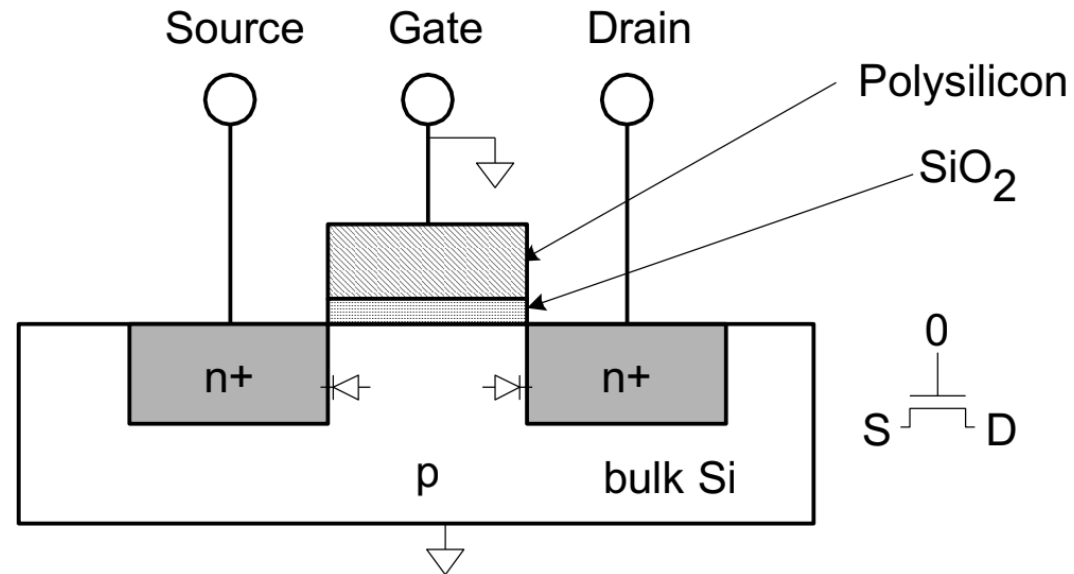 Source Gate Drain
Polysilicon
SiO2
n+ n+
0
S D
p bulk Si